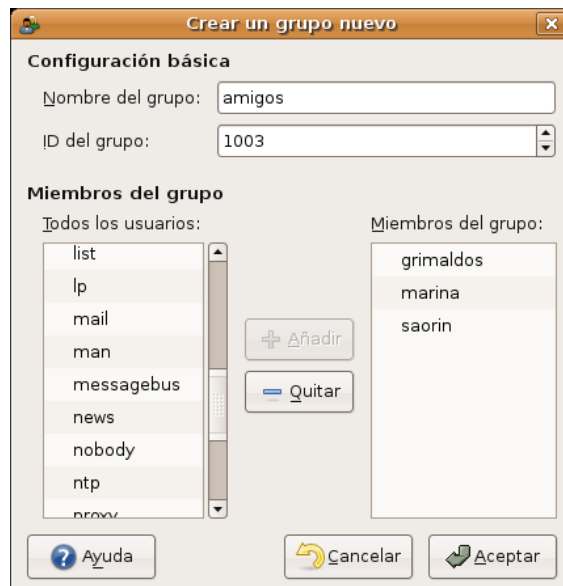 Crear un grupo nuevo
Configuración básica
Nombre del grupo: amigos
ID del grupo: 1003
Miembros del grupo
Todos los usuarios:
list
lp
mail
man
messagebus
news
nobody
ntp
proxy
Añadir
Quitar
Miembros del grupo:
grimaldos
marina
saorin
Ayuda
Cancelar
Aceptar